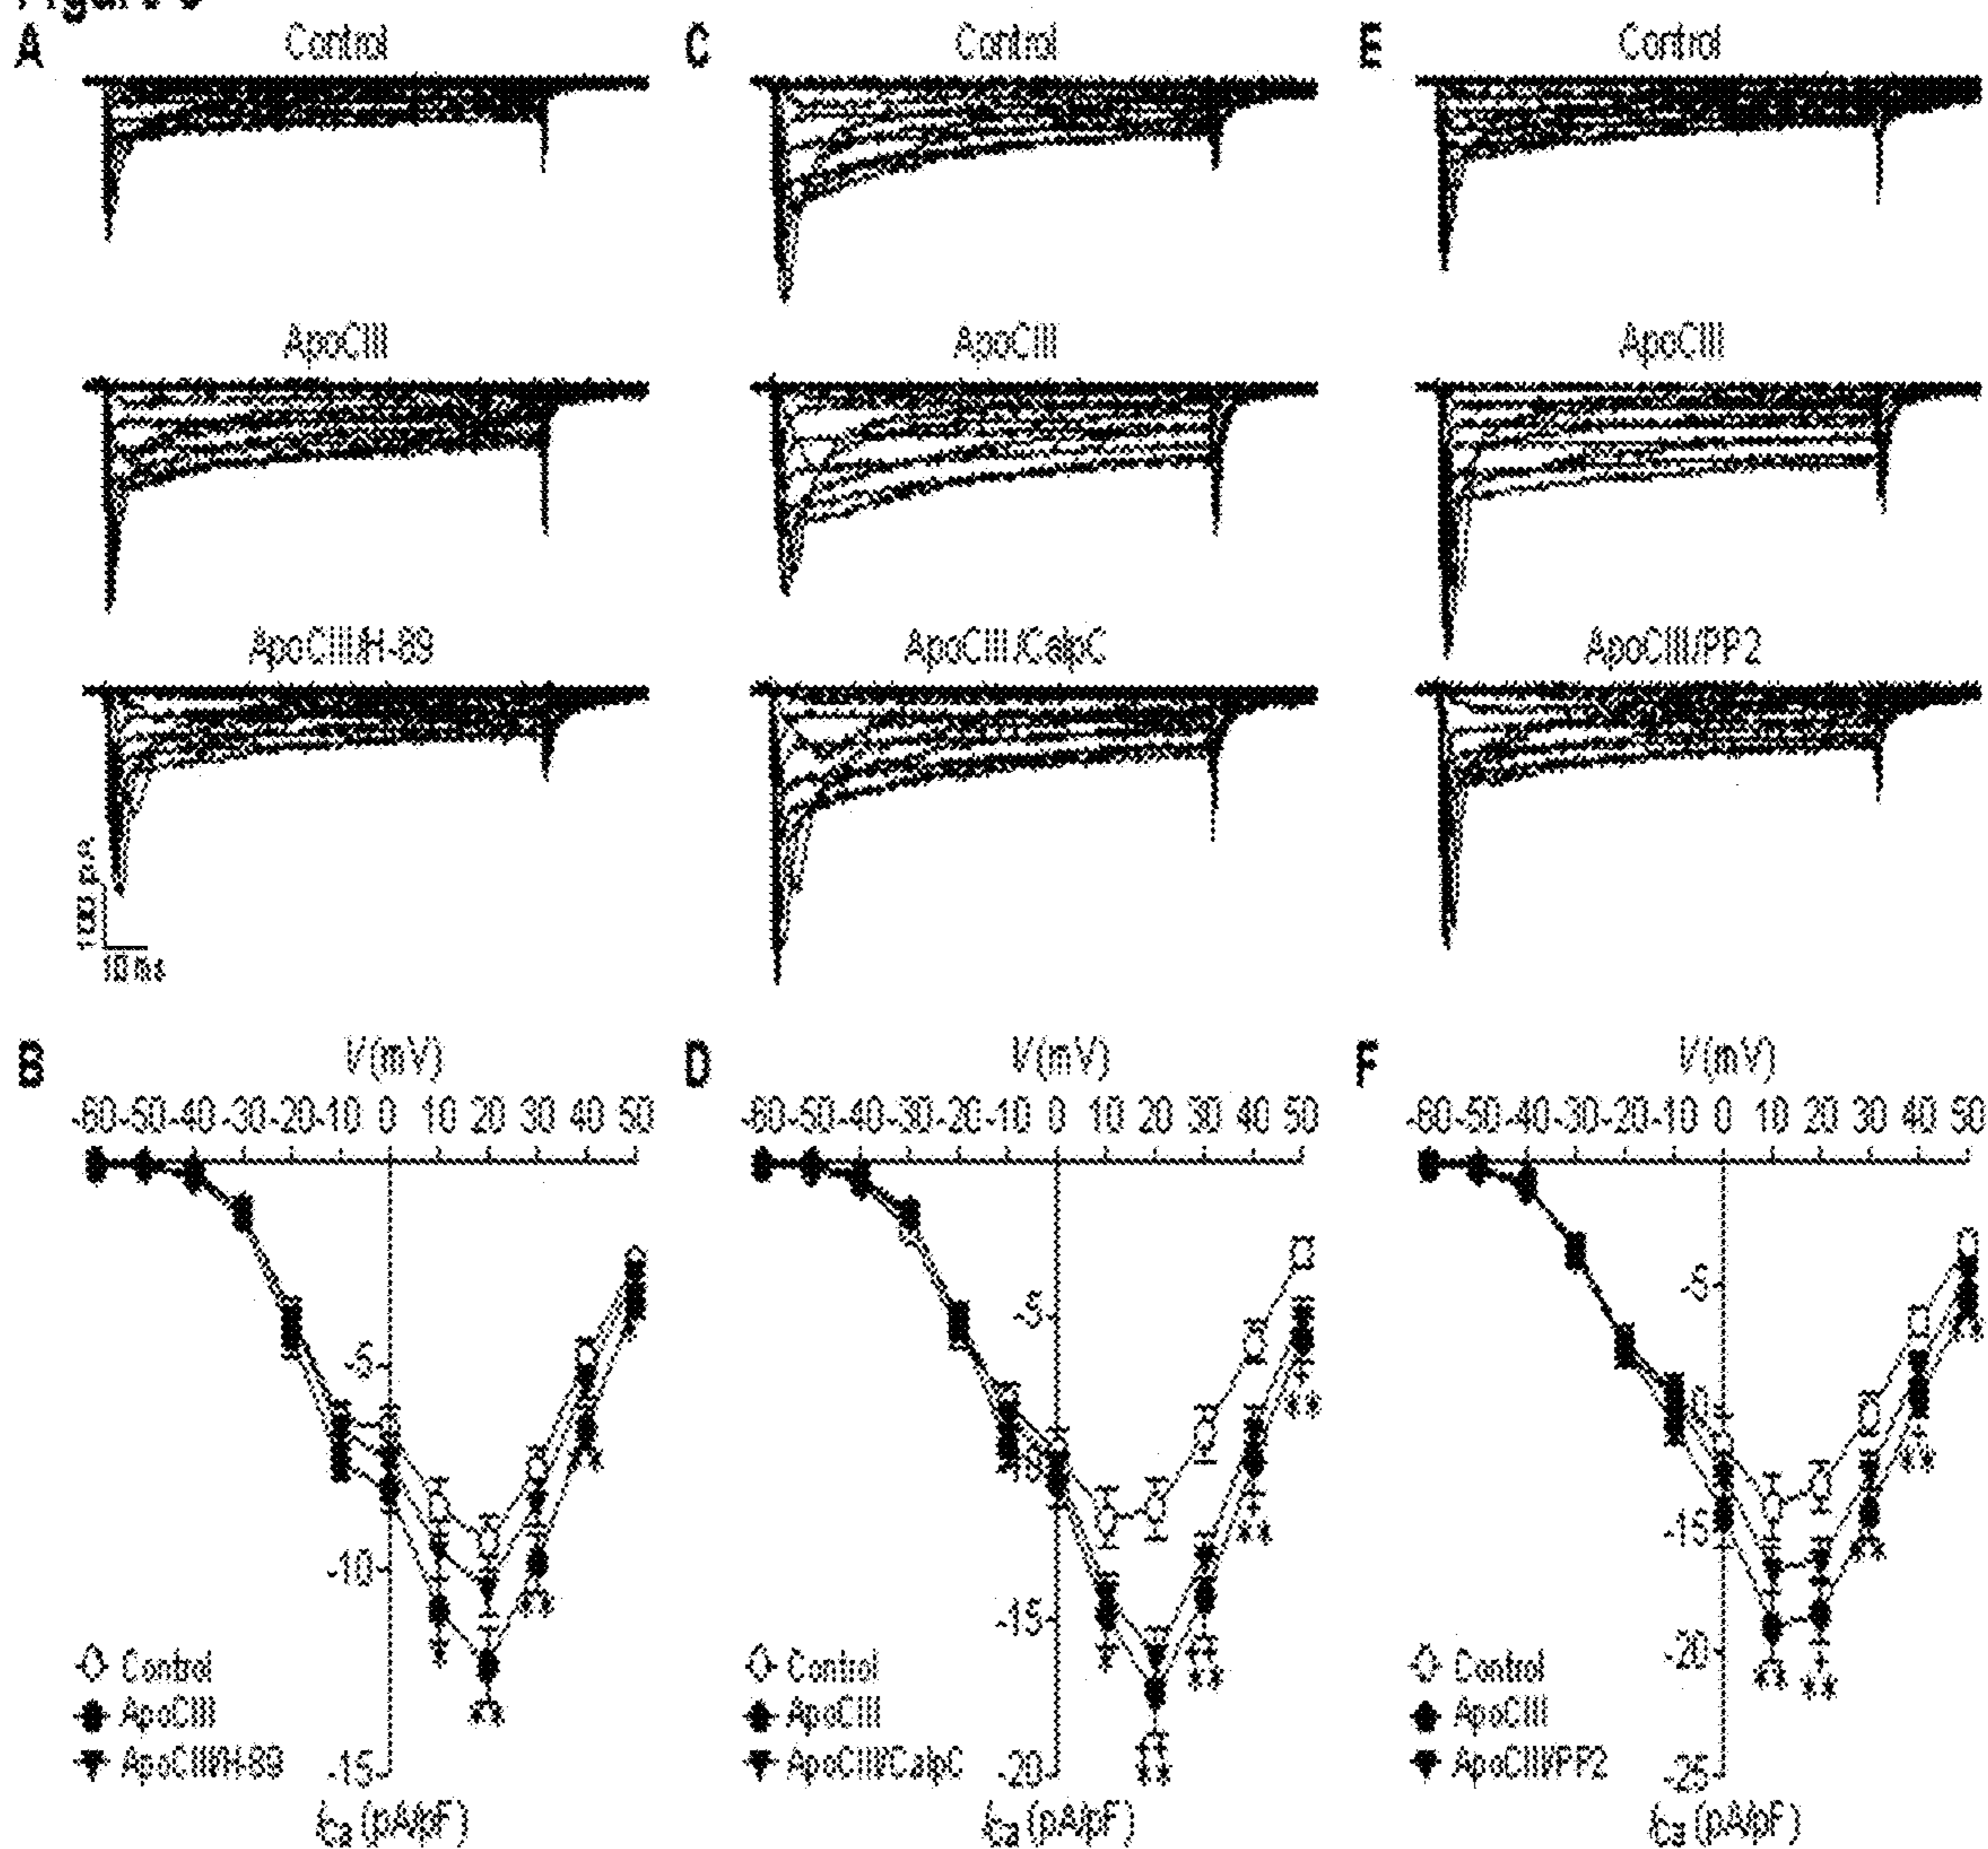 A Control C Control E Control
ApoCIII ApoCIII ApoCIII
ApoCIII/H-89 ApoCIII/CalpC ApoCIII/PP2
100 pA
10 ms
B V (mV) D V (mV) F V (mV)
-60 -50 -40 -30 -20 -10 0 10 20 30 40 50 -60 -50 -40 -30 -20 -10 0 10 20 30 40 50 -60 -50 -40 -30 -20 -10 0 10 20 30 40 50
-5 -5 -5
-10 -10 -15
** ** ** ** **
-15 -20
Control Control Control
ApoCIII ApoCIII ApoCIII
ApoCIII/H-89 ApoCIII/CalpC ApoCIII/PP2
-15 -20 -25
ICa (pA/pF) ICa (pA/pF) ICa (pA/pF)